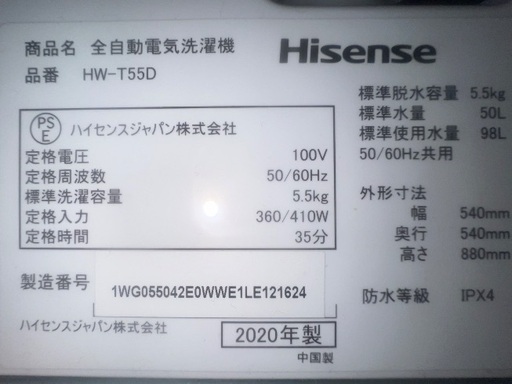 商品名 全自動電気洗濯機
品番 HW-T55D
Hisense
PS
E
ハイセンスジャパン株式会社
定格電圧 100V
定格周波数 50/60Hz
標準洗濯容量 5.5kg
定格入力 360/410W
定格時間 35分
製造番号 1WG055042E0WWE1LE121624
ハイセンスジャパン株式会社
2020年製
中国製
標準脱水容量 5.5kg
標準水量 50L
標準使用水量 98L
50/60Hz共用
外形寸法
幅 540mm
奥行 540mm
高さ 880mm
防水等級 IPX4